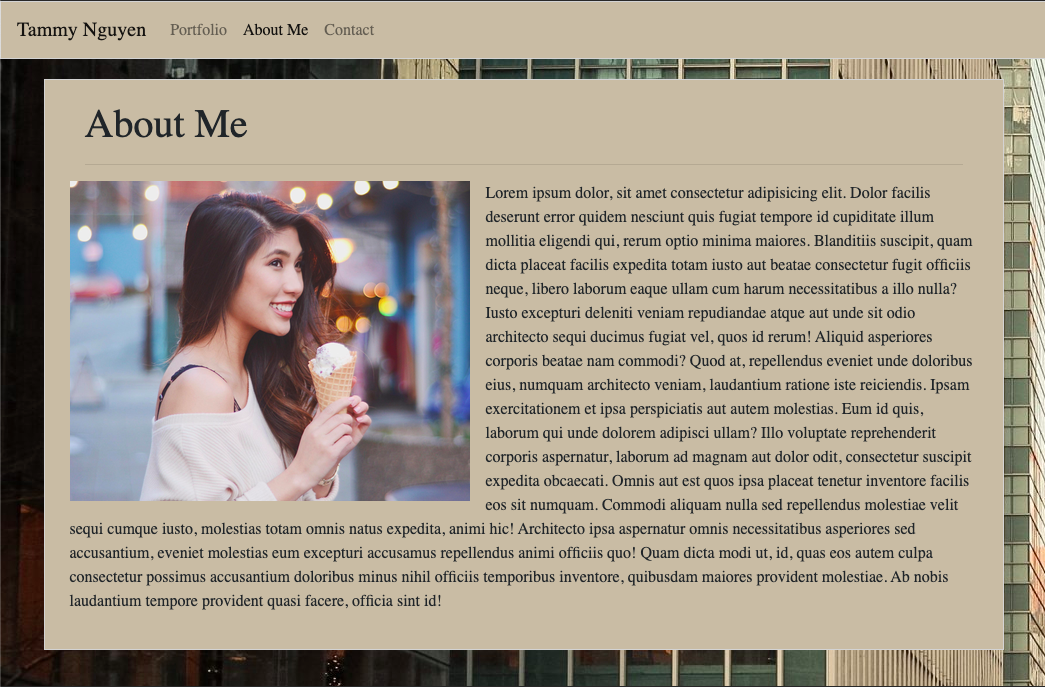 Tammy Nguyen Portfolio About Me Contact
About Me
Lorem ipsum dolor, sit amet consectetur adipisicing elit. Dolor facilis
deserunt error quidem nesciunt quis fugiat tempore id cupiditate illum
mollitia eligendi qui, rerum optio minima maiores. Blanditiis suscipit, quam
dicta placeat facilis expedita totam iusto aut beatae consectetur fugit officiis
neque, libero laborum eaque ullam cum harum necessitatibus a illo nulla?
Iusto excepturi deleniti veniam repudiandae atque aut unde sit odio
architecto sequi ducimus fugiat vel, quos id rerum! Aliquid asperiores
corporis beatae nam commodi? Quod at, repellendus eveniet unde doloribus
eius, numquam architecto veniam, laudantium ratione iste reiciendis. Ipsam
exercitationem et ipsa perspiciatis aut autem molestias. Eum id quis,
laborum qui unde dolorem adipisci ullam? Illo voluptate reprehenderit
corporis aspernatur, laborum ad magnam aut dolor odit, consectetur suscipit
expedita obcaecati. Omnis aut est quos ipsa placeat tenetur inventore facilis
eos sit numquam. Commodi aliquam nulla sed repellendus molestiae velit
sequi cumque iusto, molestias totam omnis natus expedita, animi hic! Architecto ipsa aspernatur omnis necessitatibus asperiores sed
accusantium, eveniet molestias eum excepturi accusamus repellendus animi officiis quo! Quam dicta modi ut, id, quas eos autem culpa
consectetur possimus accusantium doloribus minus nihil officiis temporibus inventore, quibusdam maiores provident molestiae. Ab nobis
laudantium tempore provident quasi facere, officia sint id!